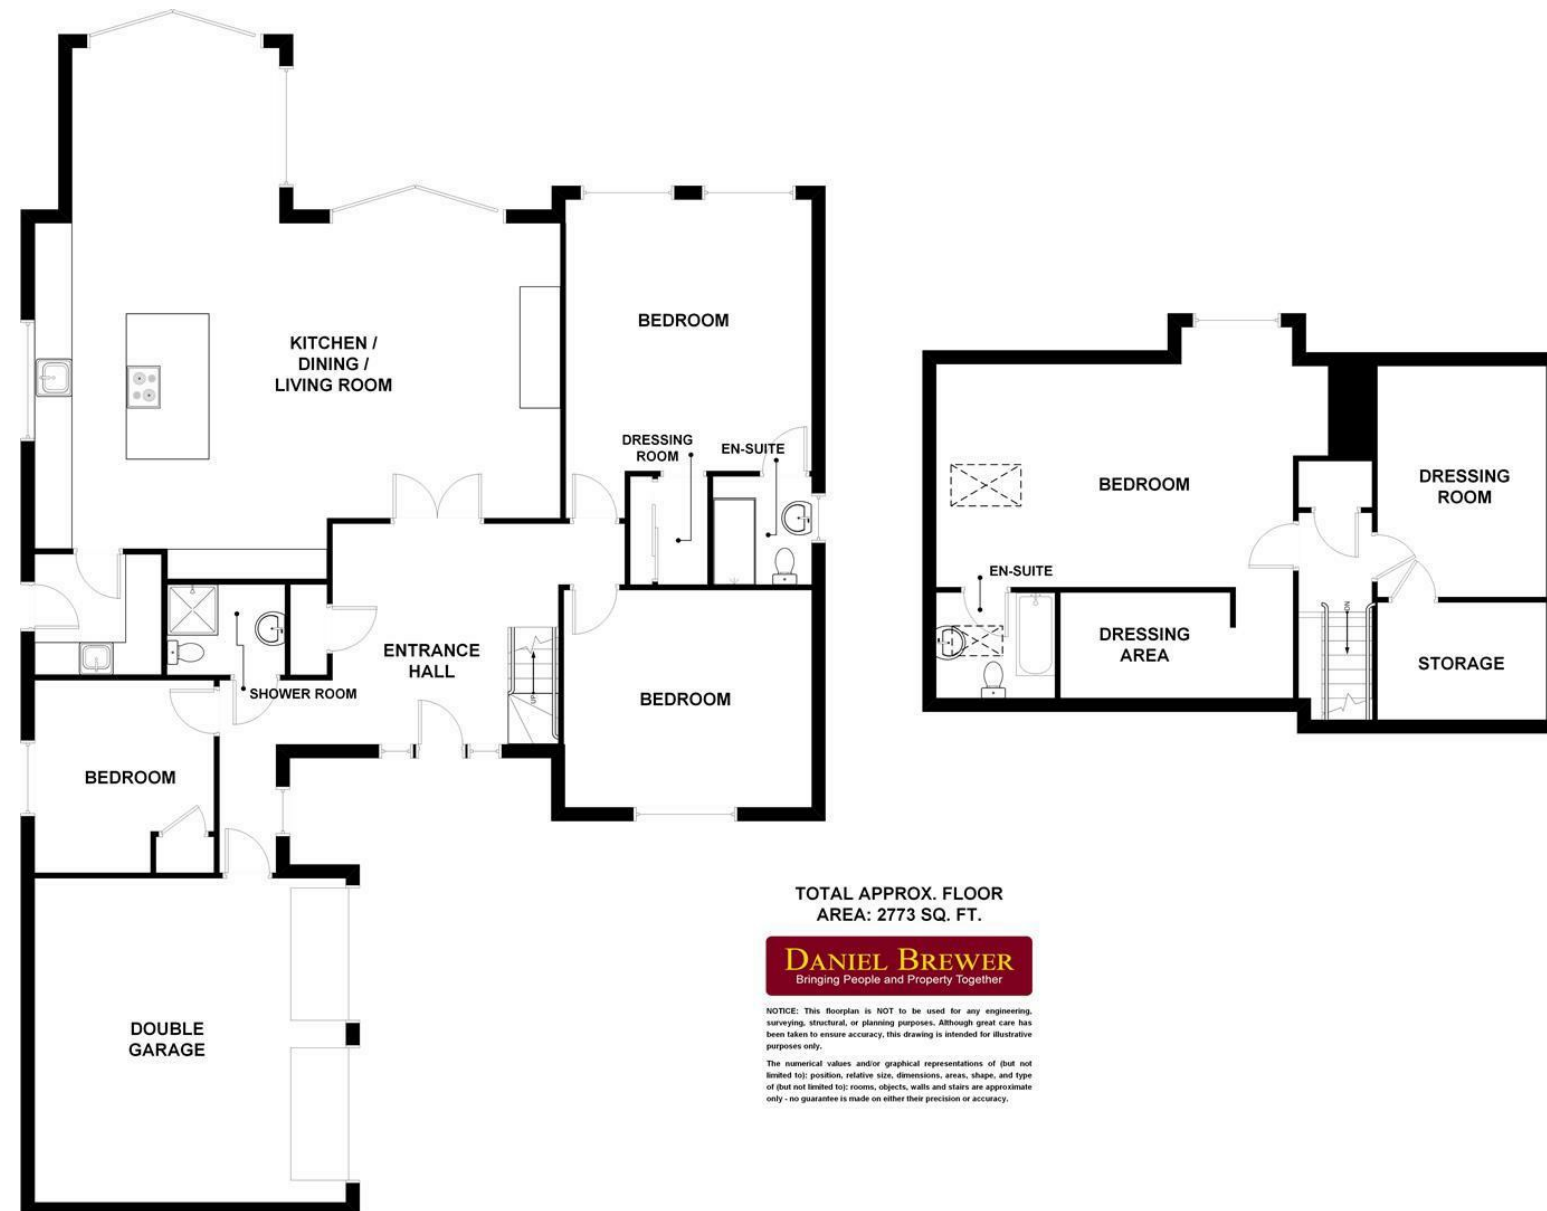 KITCHEN /
DINING /
LIVING ROOM
BEDROOM
DRESSING
ROOM
EN-SUITE
ENTRANCE
HALL
UP
SHOWER ROOM
BEDROOM
BEDROOM
DOUBLE
GARAGE
BEDROOM
DRESSING
ROOM
EN-SUITE
DRESSING
AREA
DN
STORAGE
TOTAL APPROX. FLOOR
AREA: 2773 SQ. FT.
DANIEL BREWER
Bringing People and Property Together
NOTICE: This floorplan is NOT to be used for any engineering,
surveying, structural, or planning purposes. Although great care has
been taken to ensure accuracy, this drawing is intended for illustrative
purposes only.
The numerical values and/or graphical representations of (but not
limited to): position, relative size, dimensions, areas, shape, and type
of (but not limited to): rooms, objects, walls and stairs are approximate
only - no guarantee is made on either their precision or accuracy.